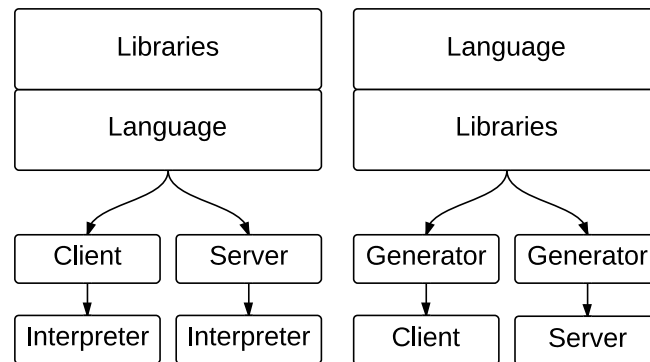 Libraries
Language
Client
Server
Interpreter
Interpreter
Language
Libraries
Generator
Generator
Client
Server